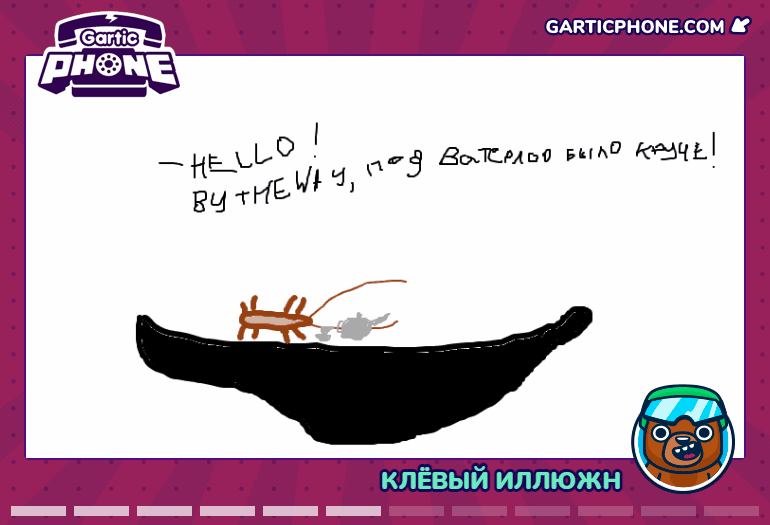 Gartic
PHONE
GARTICPHONE.COM
— HELLO!
BY THE WAY, под Ватерлоо было круче!
КЛЁВЫЙ ИЛЛЮЖН